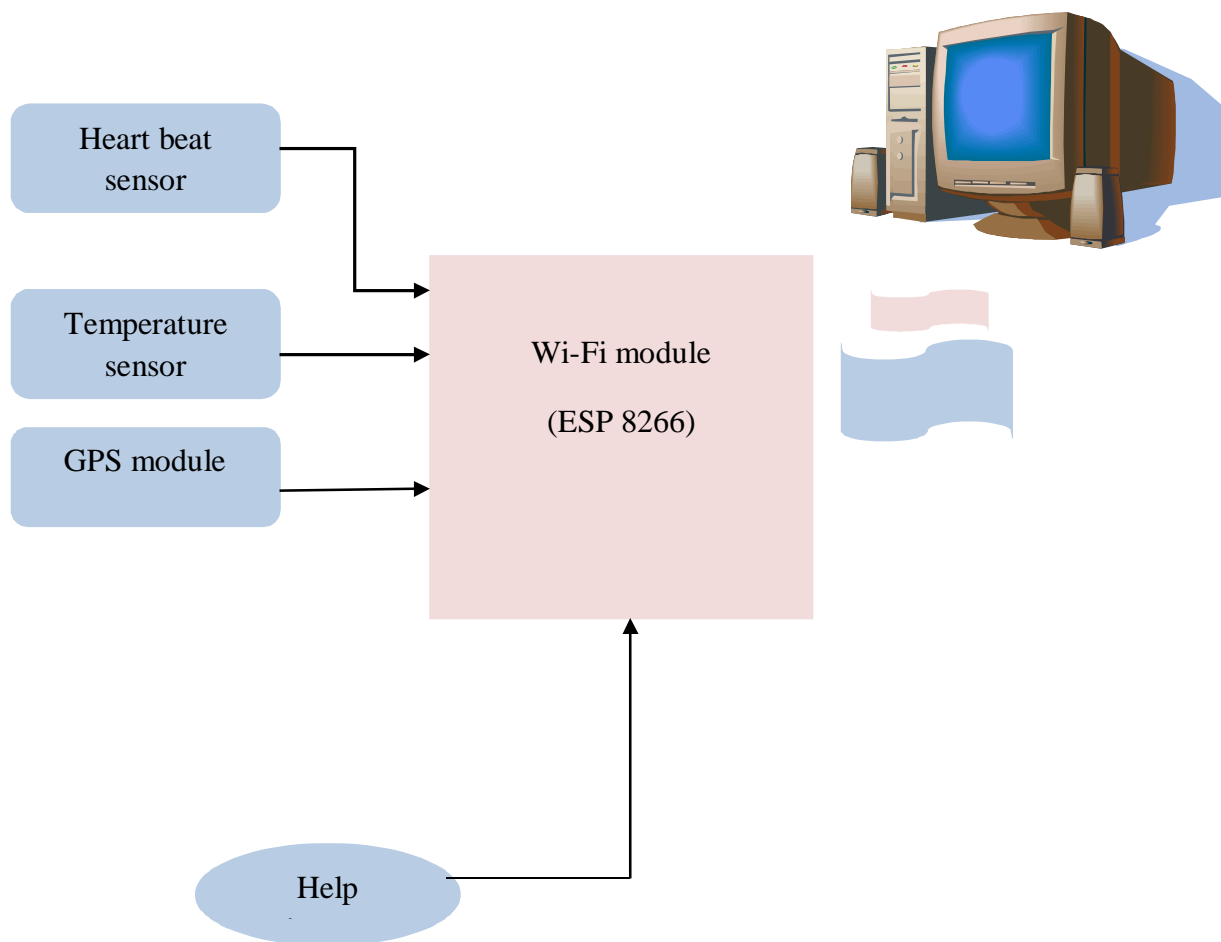 Heart beat
sensor
Temperature
sensor
GPS module
Wi-Fi module
(ESP 8266)
Help